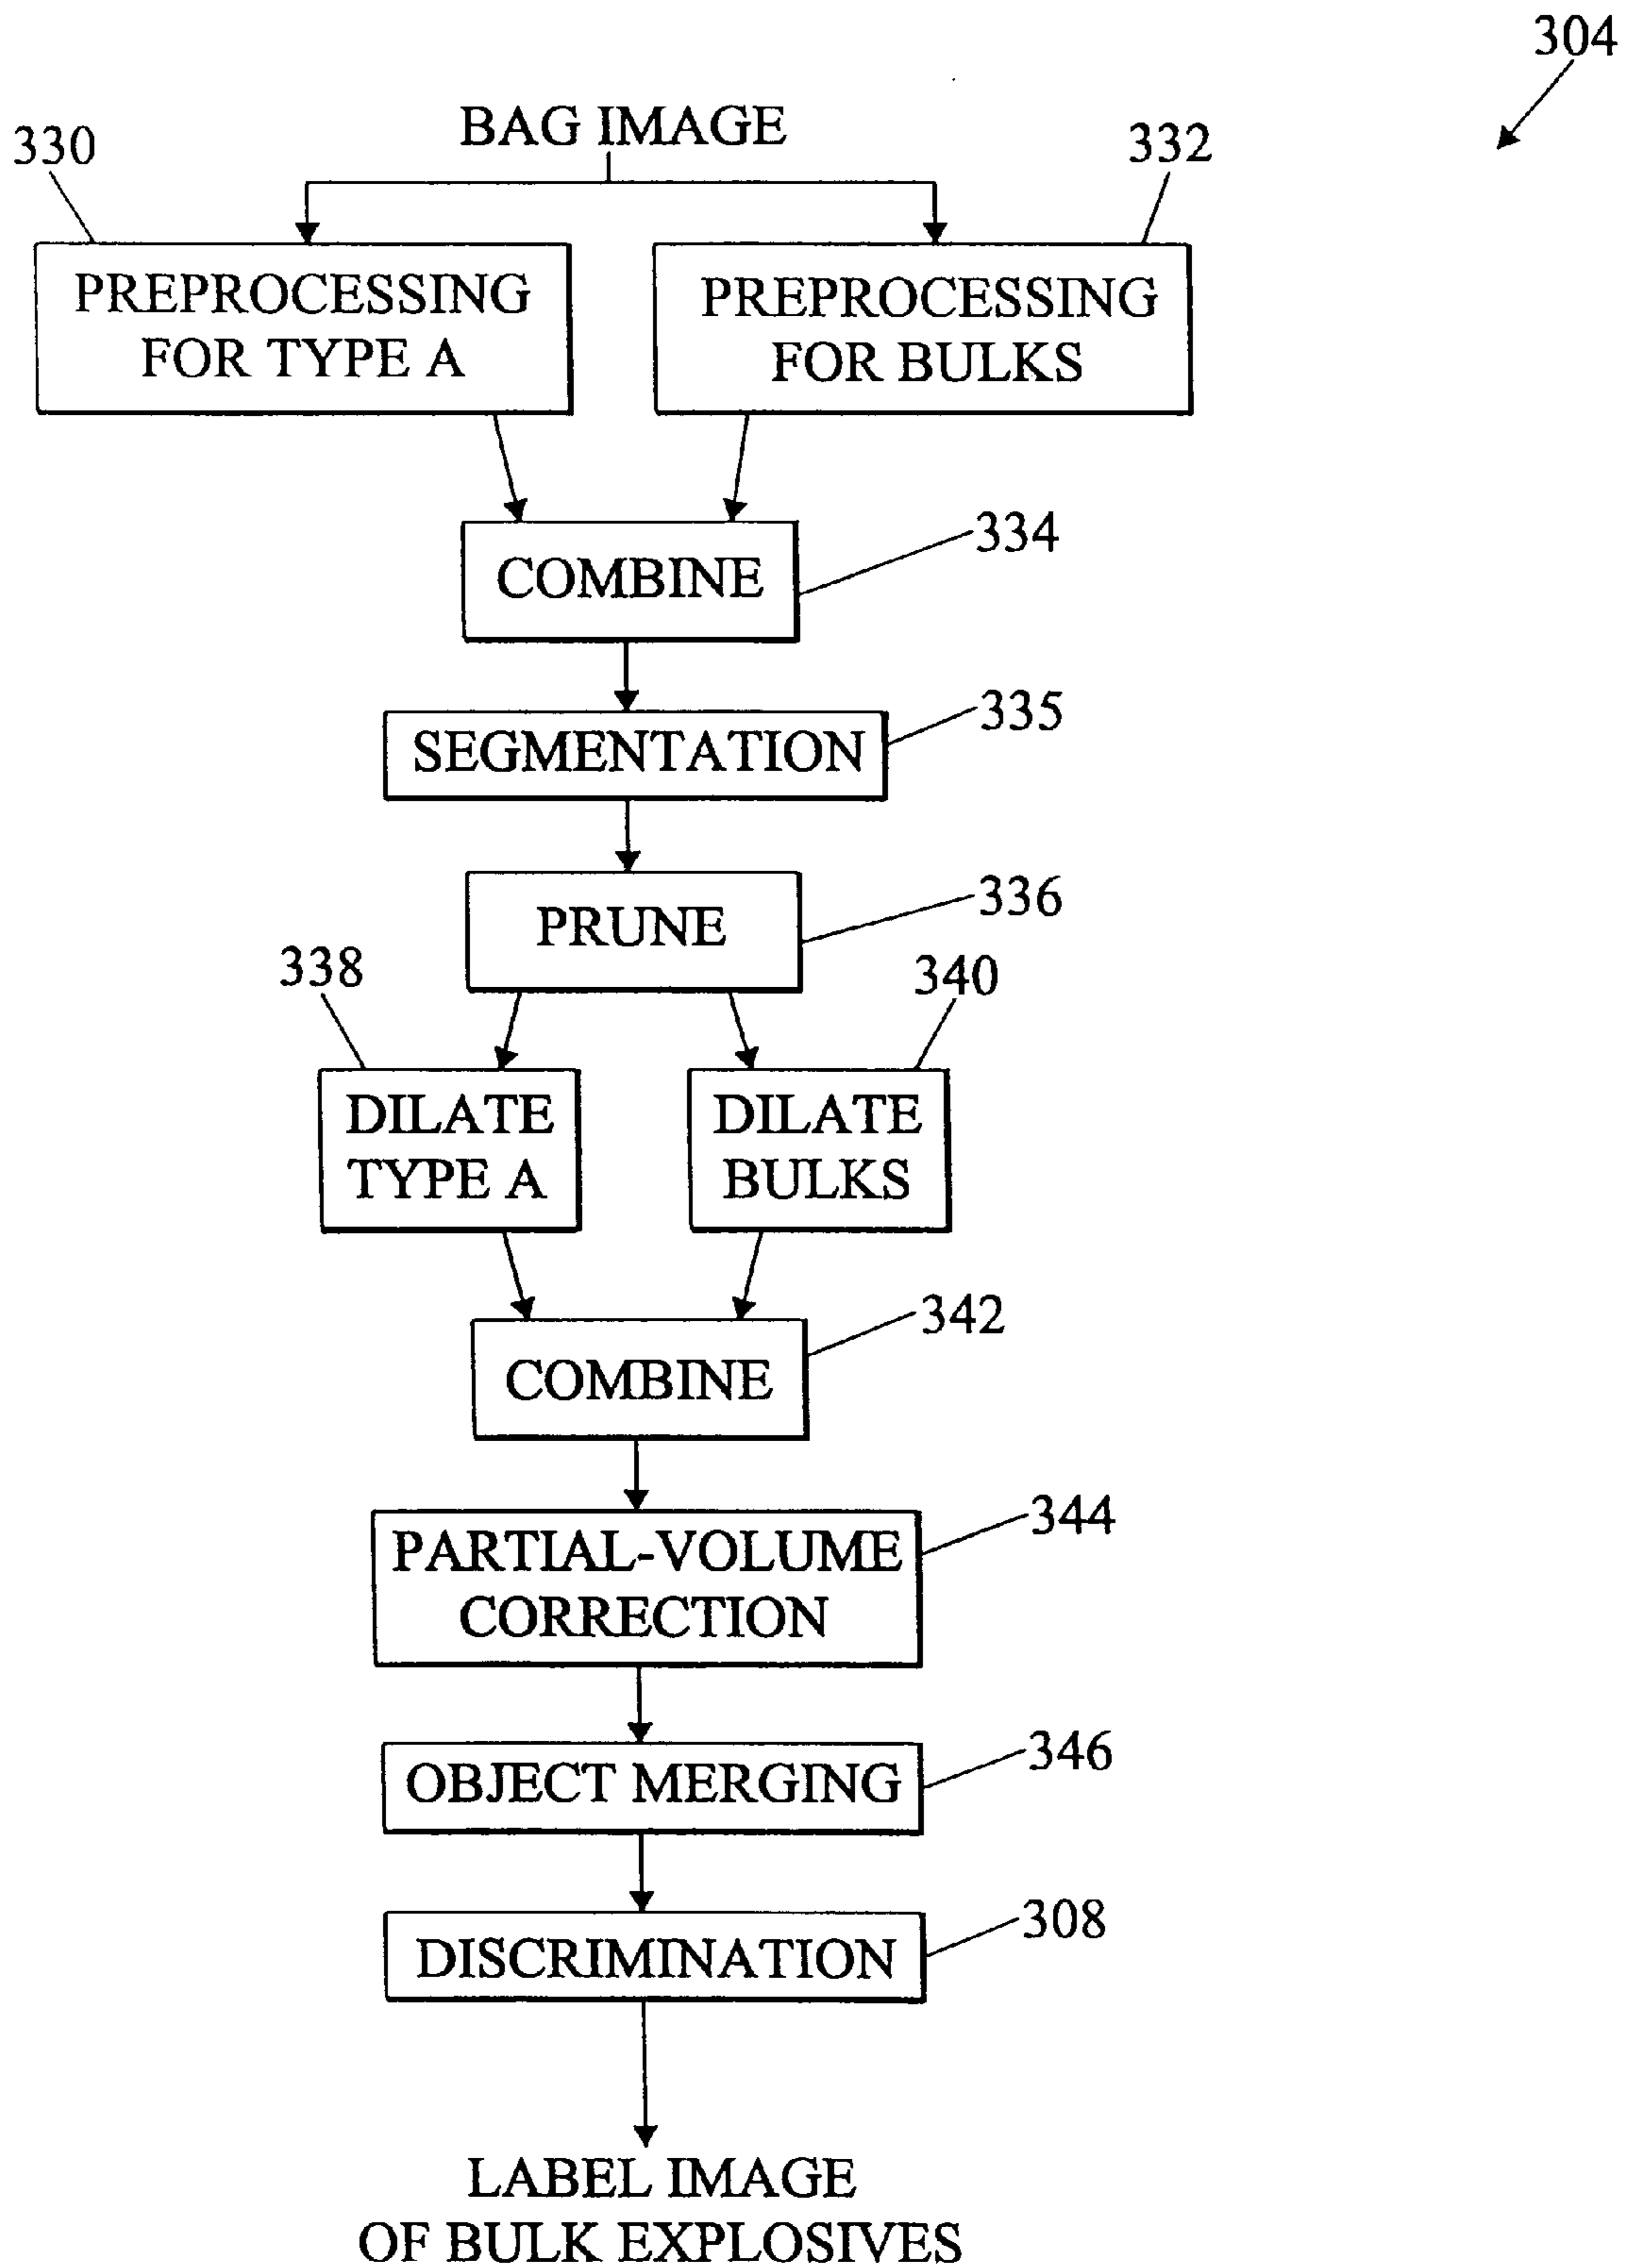 304
BAG IMAGE
330
332
PREPROCESSING
FOR TYPE A
PREPROCESSING
FOR BULKS
COMBINE
334
SEGMENTATION
335
PRUNE
336
338
340
DILATE
TYPE A
DILATE
BULKS
COMBINE
342
PARTIAL-VOLUME
CORRECTION
344
OBJECT MERGING
346
DISCRIMINATION
308
LABEL IMAGE
OF BULK EXPLOSIVES